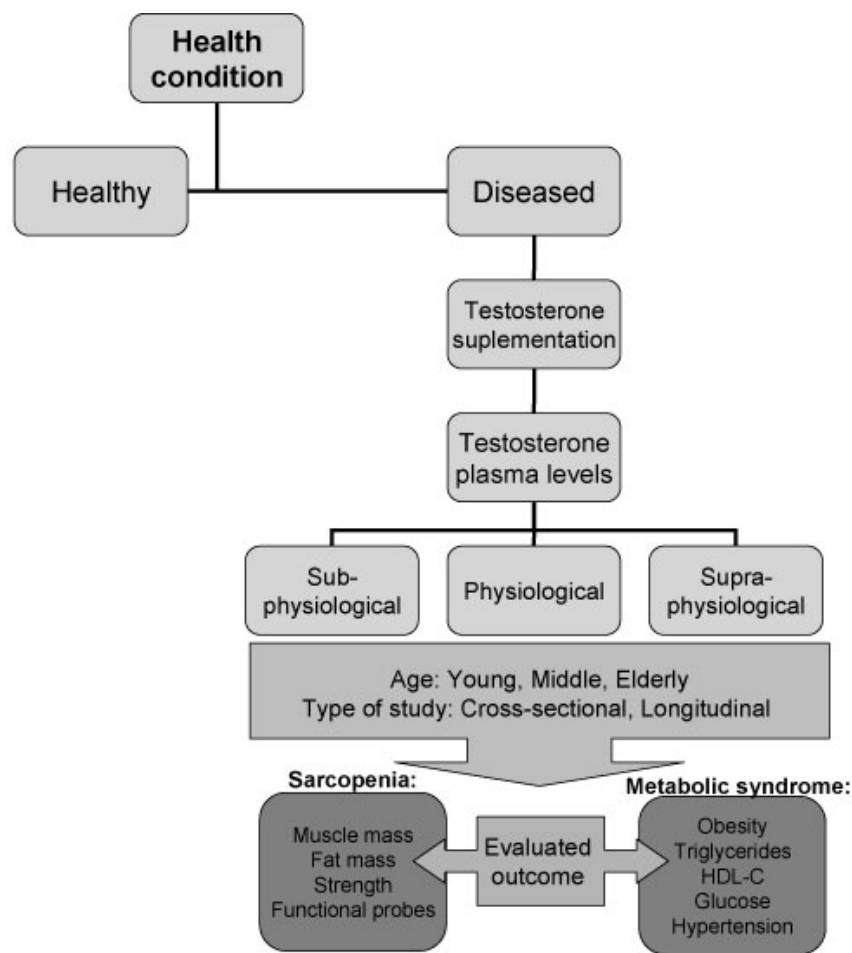 Health
condition
Healthy
Diseased
Testosterone
suplementation
Testosterone
plasma levels
Sub-
physiological
Physiological
Supra-
physiological
Age: Young, Middle, Elderly
Type of study: Cross-sectional, Longitudinal
Sarcopenia:
Muscle mass
Fat mass
Strength
Functional probes
Evaluated
outcome
Metabolic syndrome:
Obesity
Triglycerides
HDL-C
Glucose
Hypertension